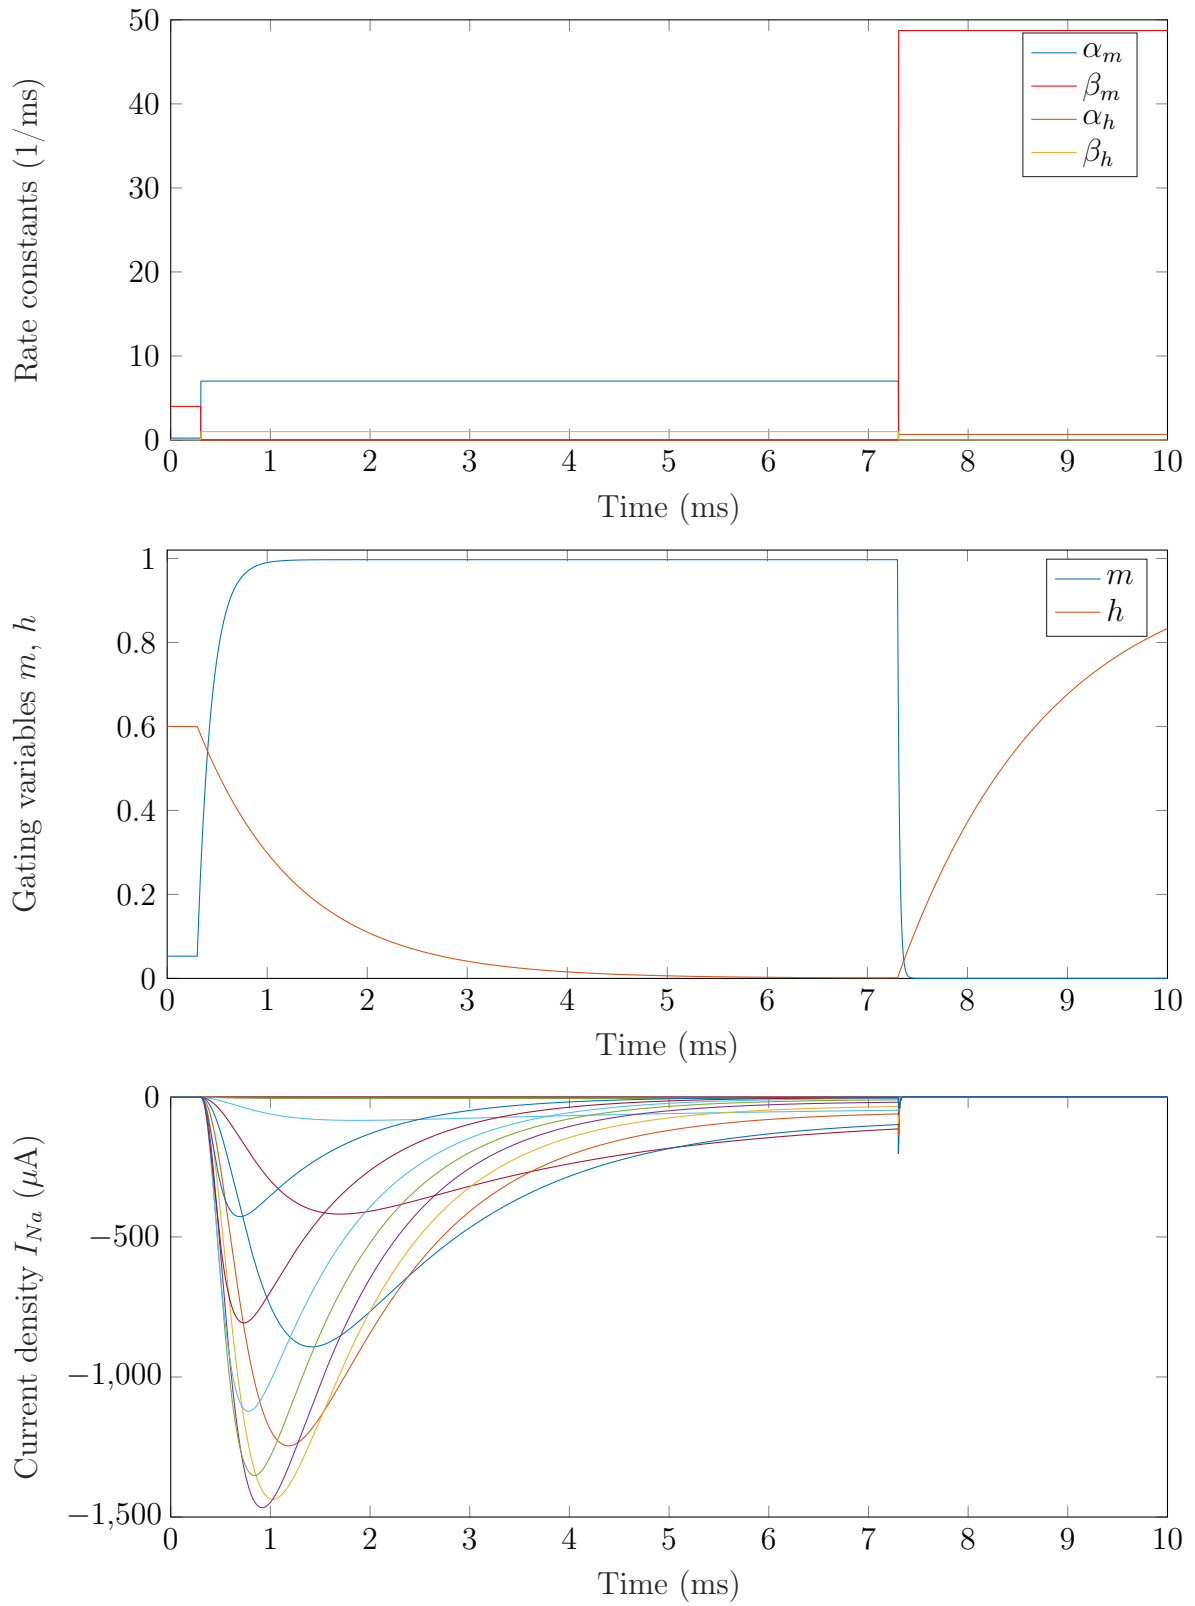 50
40
30
20
10
0
Rate constants (1/ms)
α_m
β_m
α_h
β_h
0 1 2 3 4 5 6 7 8 9 10
Time (ms)
1
0.8
0.6
0.4
0.2
0
Gating variables m, h
m
h
0 1 2 3 4 5 6 7 8 9 10
Time (ms)
0
−500
−1,000
−1,500
Current density I_Na (μA)
0 1 2 3 4 5 6 7 8 9 10
Time (ms)